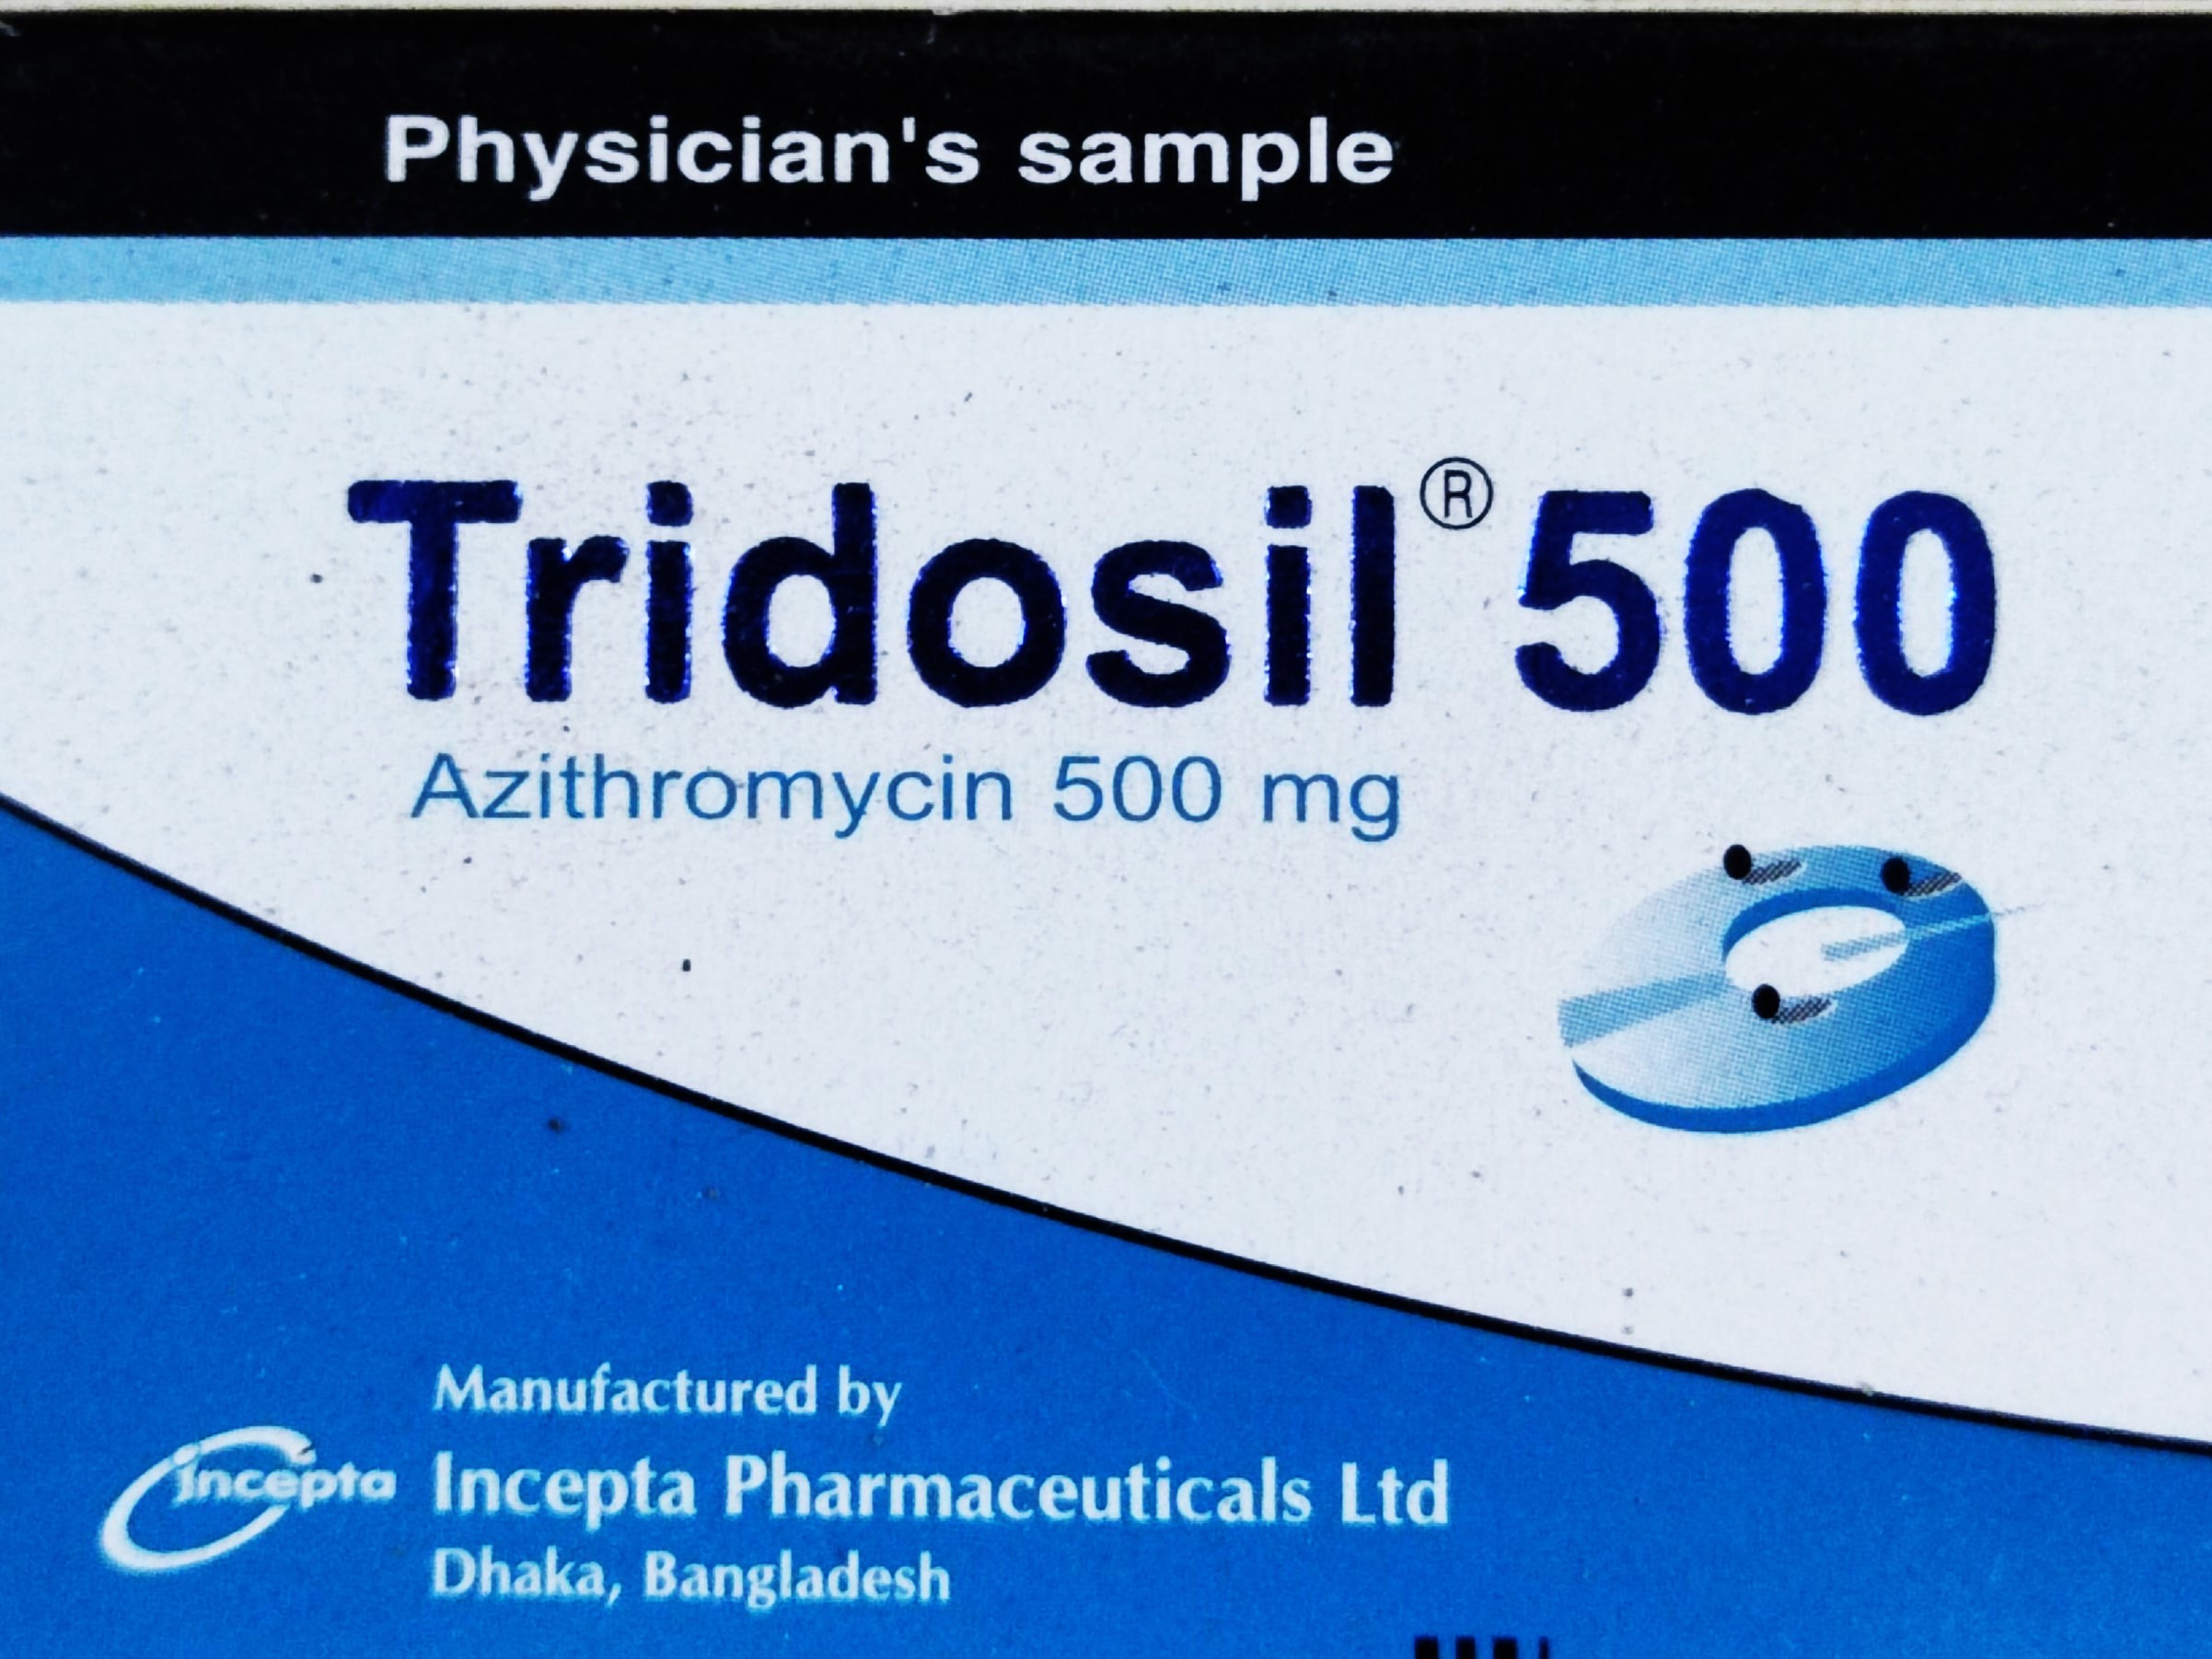 Physician's sample
Tridosil® 500
Azithromycin 500 mg
Manufactured by
incepta
Incepta Pharmaceuticals Ltd
Dhaka, Bangladesh